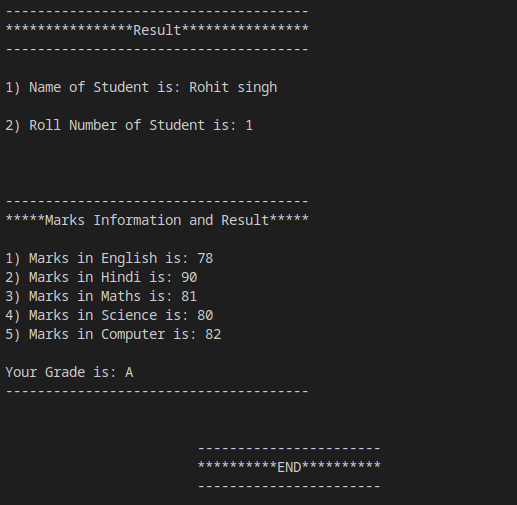 --------------------------------------
****************Result****************
--------------------------------------
1) Name of Student is: Rohit singh
2) Roll Number of Student is: 1
--------------------------------------
*****Marks Information and Result*****
1) Marks in English is: 78
2) Marks in Hindi is: 90
3) Marks in Maths is: 81
4) Marks in Science is: 80
5) Marks in Computer is: 82
Your Grade is: A
--------------------------------------
-----------------------
**********END**********
-----------------------